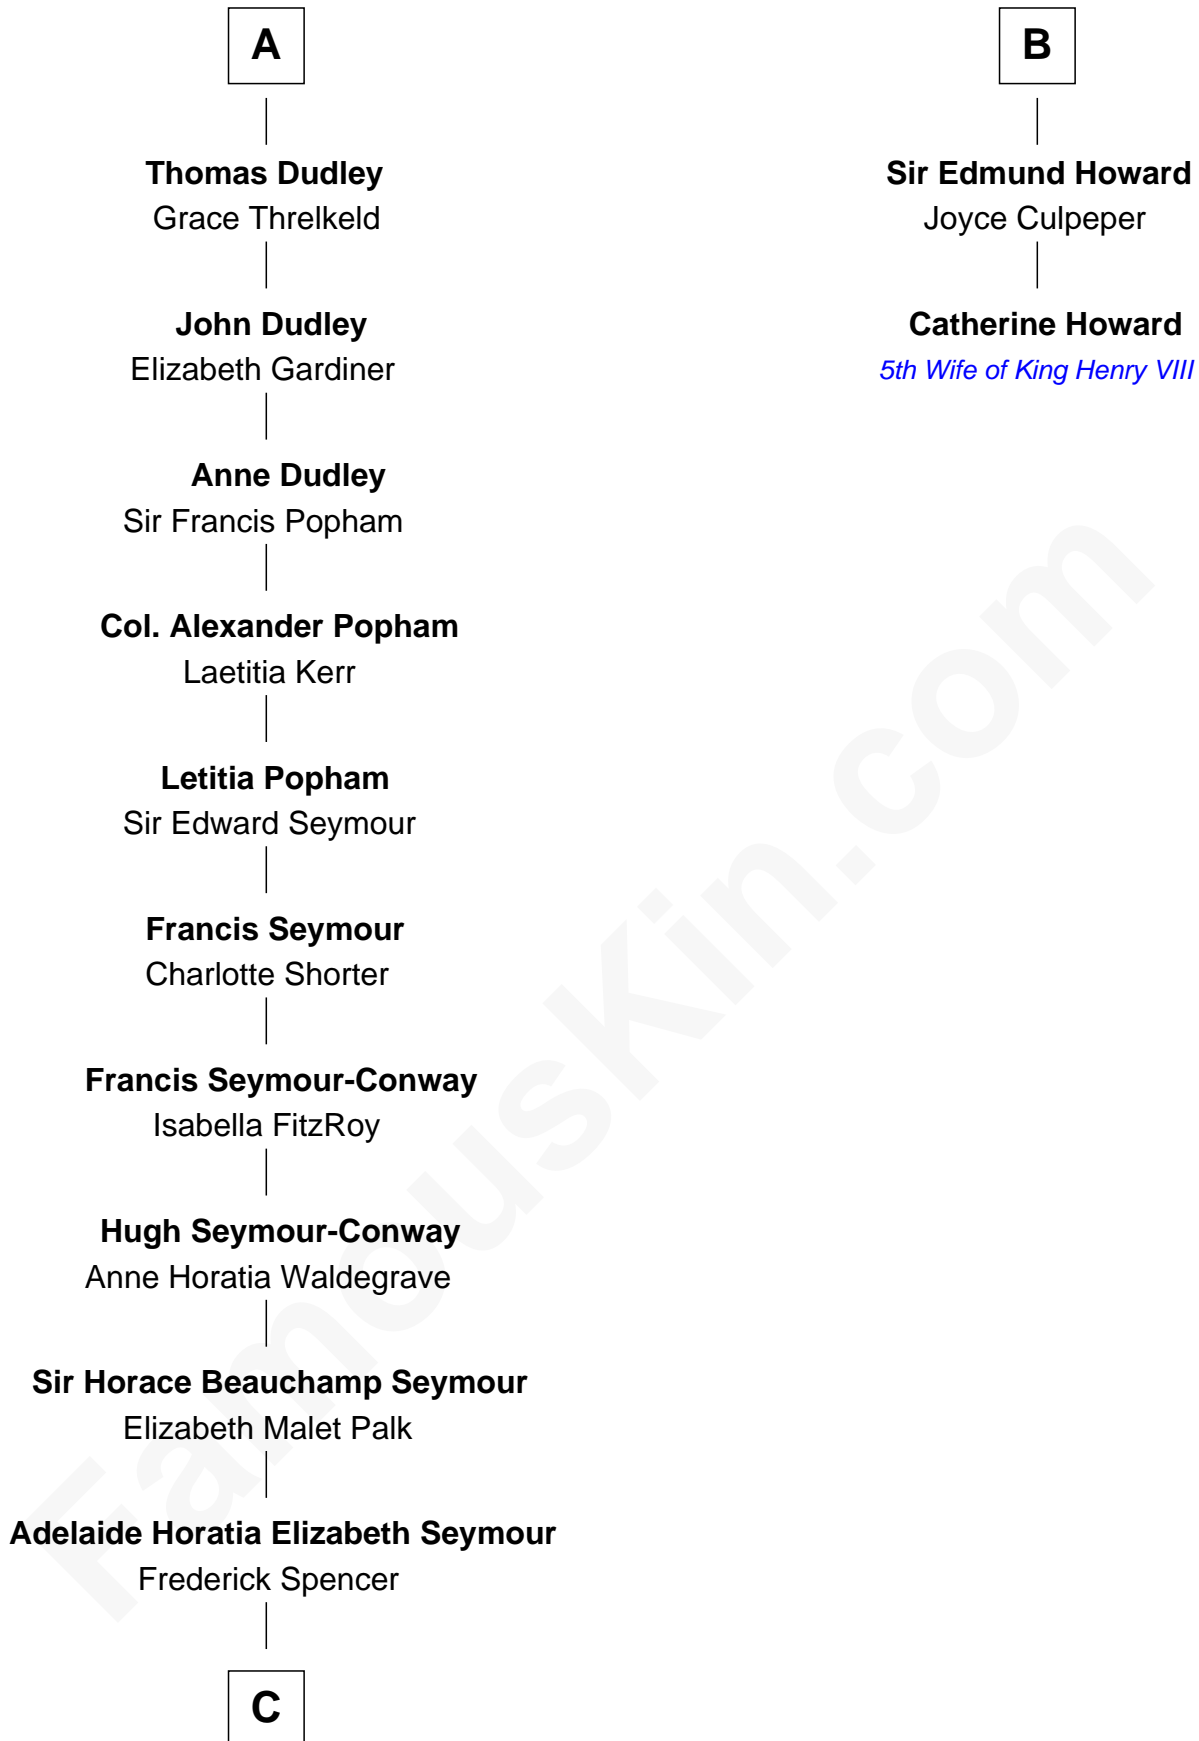 A
Thomas Dudley
Grace Threlkeld
John Dudley
Elizabeth Gardiner
Anne Dudley
Sir Francis Popham
Col. Alexander Popham
Laetitia Kerr
Letitia Popham
Sir Edward Seymour
Francis Seymour
Charlotte Shorter
Francis Seymour-Conway
Isabella FitzRoy
Hugh Seymour-Conway
Anne Horatia Waldegrave
Sir Horace Beauchamp Seymour
Elizabeth Malet Palk
Adelaide Horatia Elizabeth Seymour
Frederick Spencer
C
B
Sir Edmund Howard
Joyce Culpeper
Catherine Howard
5th Wife of King Henry VIII
FamousKin.com